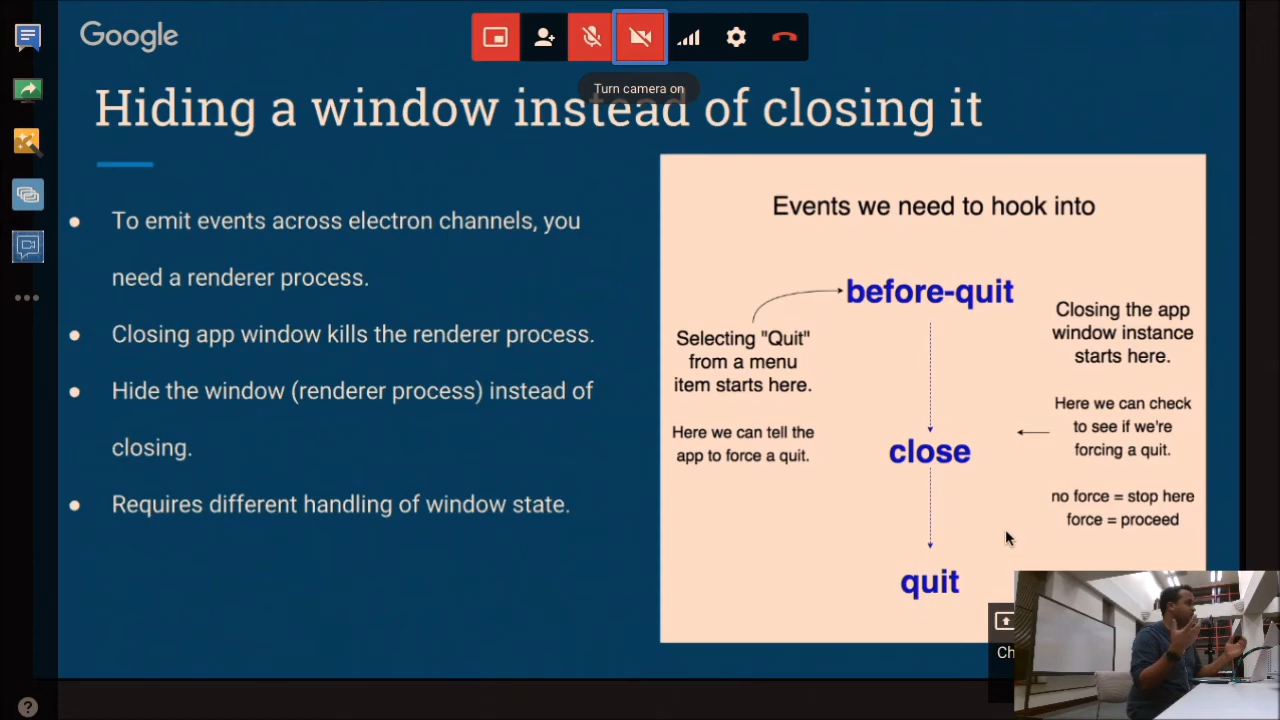 Google
Turn camera on
Hiding a window instead of closing it
To emit events across electron channels, you
need a renderer process.
Closing app window kills the renderer process.
Hide the window (renderer process) instead of
closing.
Requires different handling of window state.
Events we need to hook into
before-quit
Selecting "Quit"
from a menu
item starts here.
Here we can tell the
app to force a quit.
Closing the app
window instance
starts here.
Here we can check
to see if we're
forcing a quit.
no force = stop here
force = proceed
close
quit
Ch
?